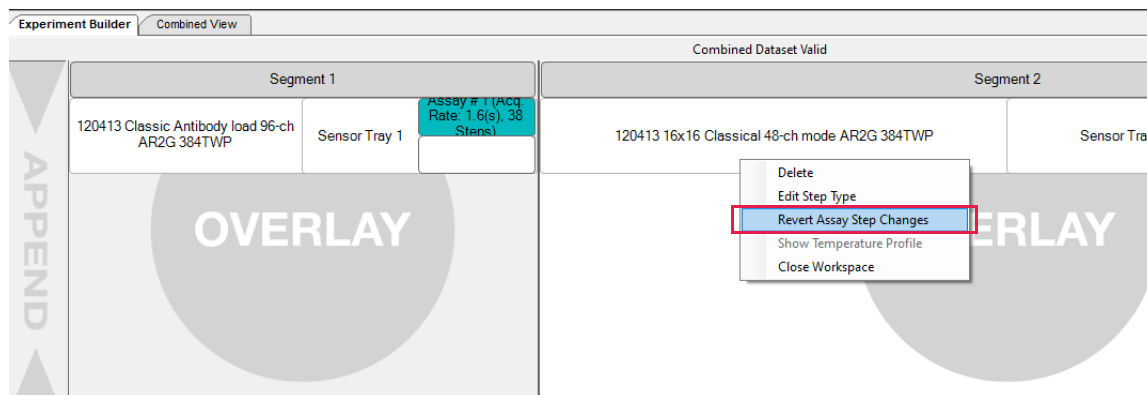 Experiment Builder
Combined View
Combined Dataset Valid
Segment 1
Segment 2
120413 Classic Antibody load 96-ch
AR2G 384TWP
Sensor Tray 1
Assay # 1 (Acq.
Rate: 1.6(s), 38
Steps)
120413 16x16 Classical 48-ch mode AR2G 384TWP
Sensor Tra
APPEND
OVERLAY
ERLAY
Delete
Edit Step Type
Revert Assay Step Changes
Show Temperature Profile
Close Workspace